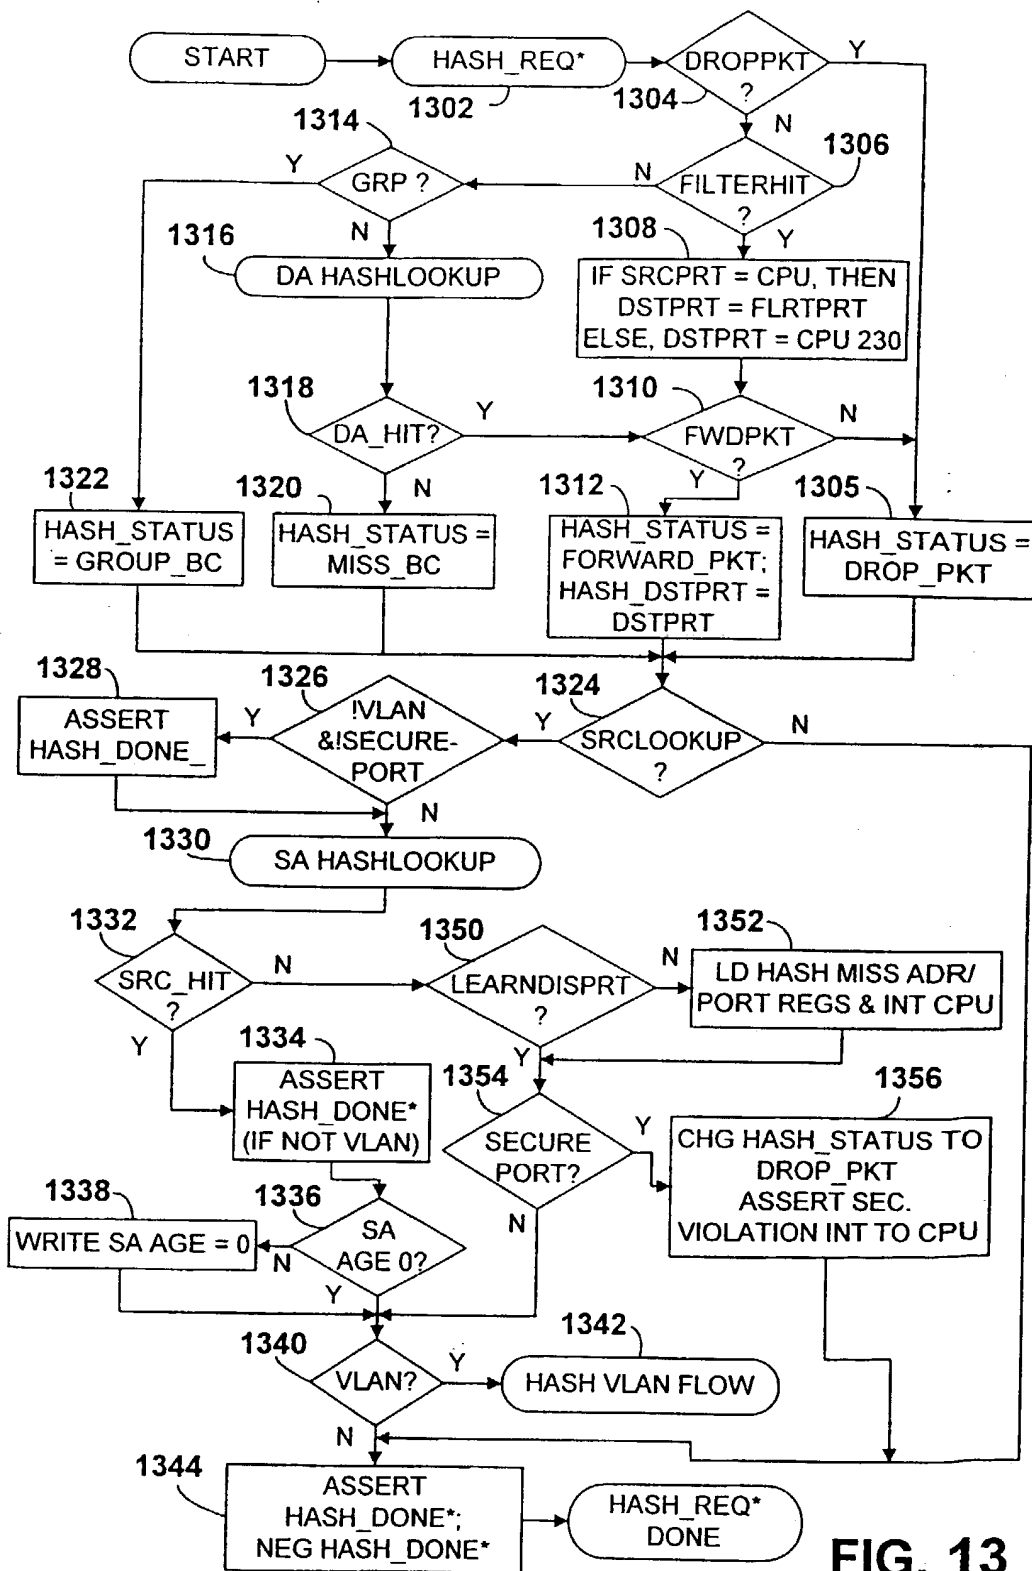 START
HASH_REQ*
1302
DROPPKT
?
1304
Y
N
1314
GRP ?
Y
N
N
FILTERHIT
?
1306
Y
1316
DA HASHLOOKUP
1308
IF SRCPRT = CPU, THEN
DSTPRT = FLRTPRT
ELSE, DSTPRT = CPU 230
1318
DA_HIT?
Y
N
1310
FWDPKT
?
N
Y
1322
HASH_STATUS
= GROUP_BC
1320
HASH_STATUS =
MISS_BC
1312
HASH_STATUS =
FORWARD_PKT;
HASH_DSTPRT =
DSTPRT
1305
HASH_STATUS =
DROP_PKT
1328
ASSERT
HASH_DONE_
Y
1326
!VLAN
&!SECURE-
PORT
N
1324
Y
SRCLOOKUP
?
N
1330
SA HASHLOOKUP
1332
SRC_HIT
?
N
Y
1350
LEARNDISPRT
?
N
Y
1352
LD HASH MISS ADR/
PORT REGS & INT CPU
1334
ASSERT
HASH_DONE*
(IF NOT VLAN)
1354
SECURE
PORT?
Y
N
1356
CHG HASH_STATUS TO
DROP_PKT
ASSERT SEC.
VIOLATION INT TO CPU
1338
WRITE SA AGE = 0
1336
SA
AGE 0?
N
Y
1340
VLAN?
Y
N
1342
HASH VLAN FLOW
1344
ASSERT
HASH_DONE*;
NEG HASH_DONE*
HASH_REQ*
DONE
FIG. 13